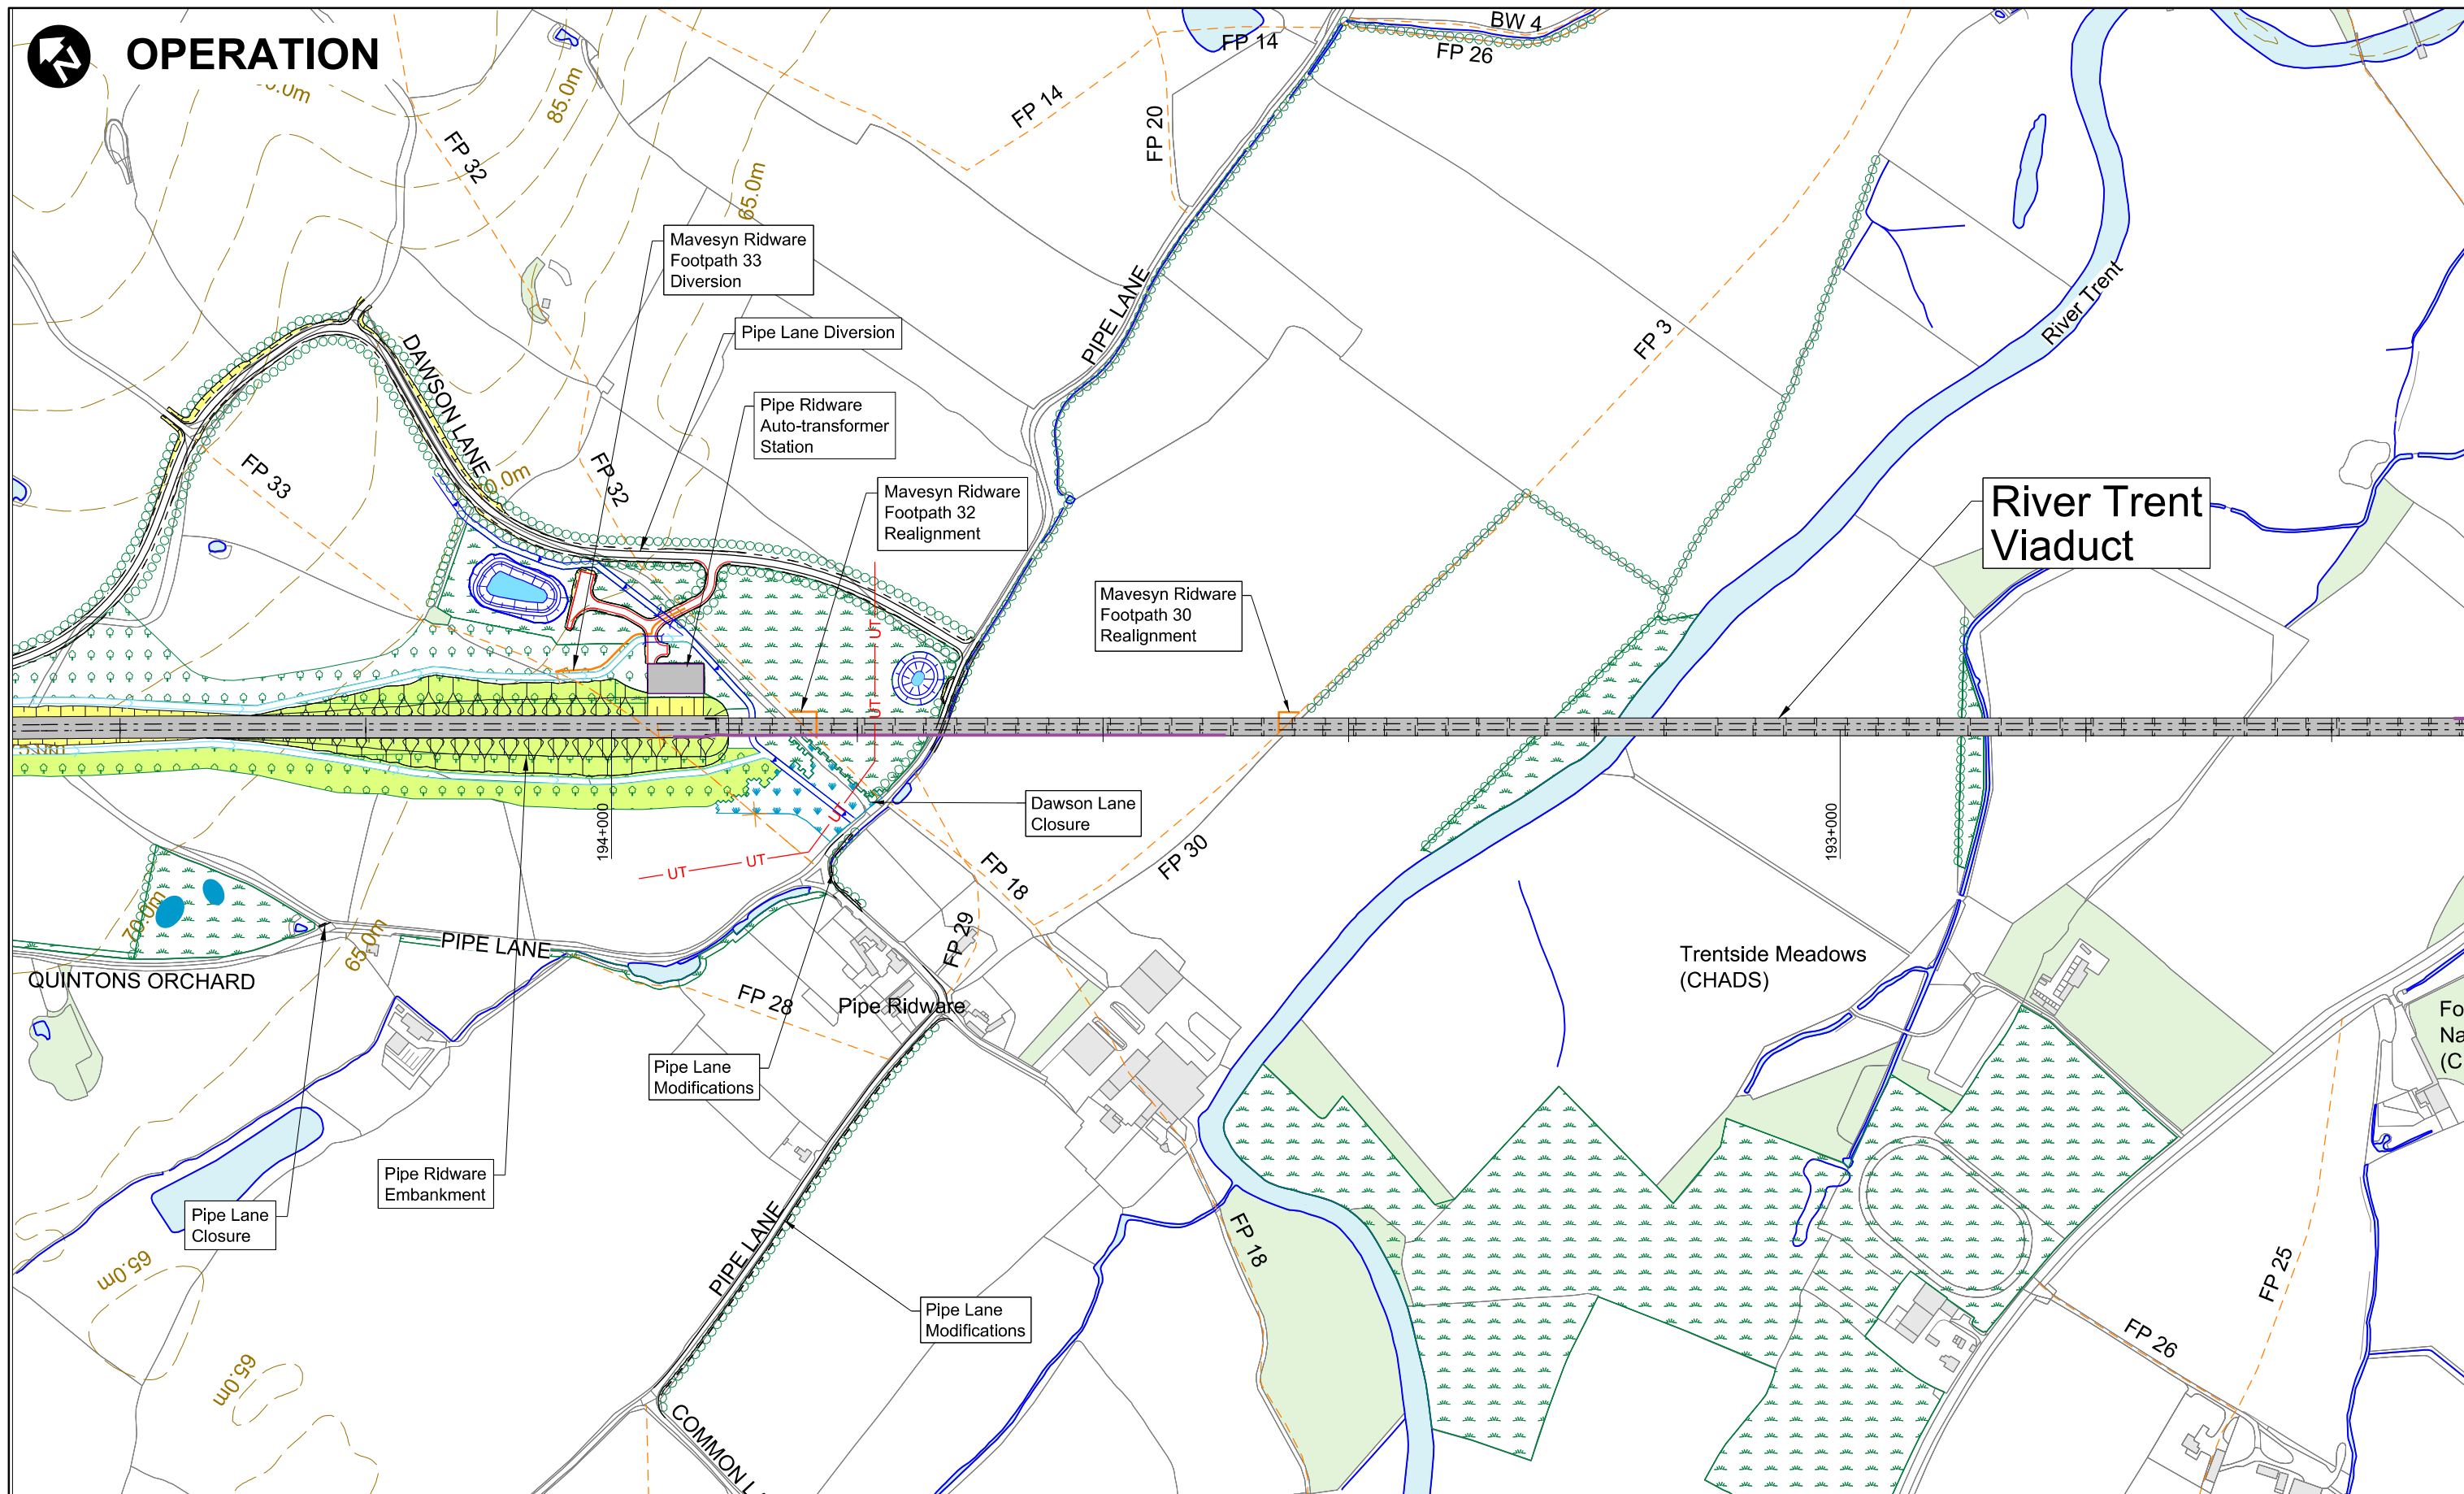 N
OPERATION
BW 4
FP 14
FP 26
85.0m
FP 14
FP 20
FP 32
65.0m
Mavesyn Ridware
Footpath 33
Diversion
River Trent
Pipe Lane Diversion
PIPE LANE
FP 3
DAWSON LANE
Pipe Ridware
Auto-transformer
Station
FP 33
FP 32
Mavesyn Ridware
Footpath 32
Realignment
River Trent
Viaduct
Mavesyn Ridware
Footpath 30
Realignment
UT
UT
UT
UT
UT
194+000
193+000
Dawson Lane
Closure
FP 30
FP 18
70.0m
65.0m
PIPE LANE
FP 29
QUINTONS ORCHARD
Trentside Meadows
(CHADS)
FP 28
Pipe Ridware
Pipe Lane
Modifications
Pipe Ridware
Embankment
Pipe Lane
Closure
65.0m
PIPE LANE
FP 18
FP 25
Pipe Lane
Modifications
FP 26
65.0m
COMMON L
Fo
Na
(C